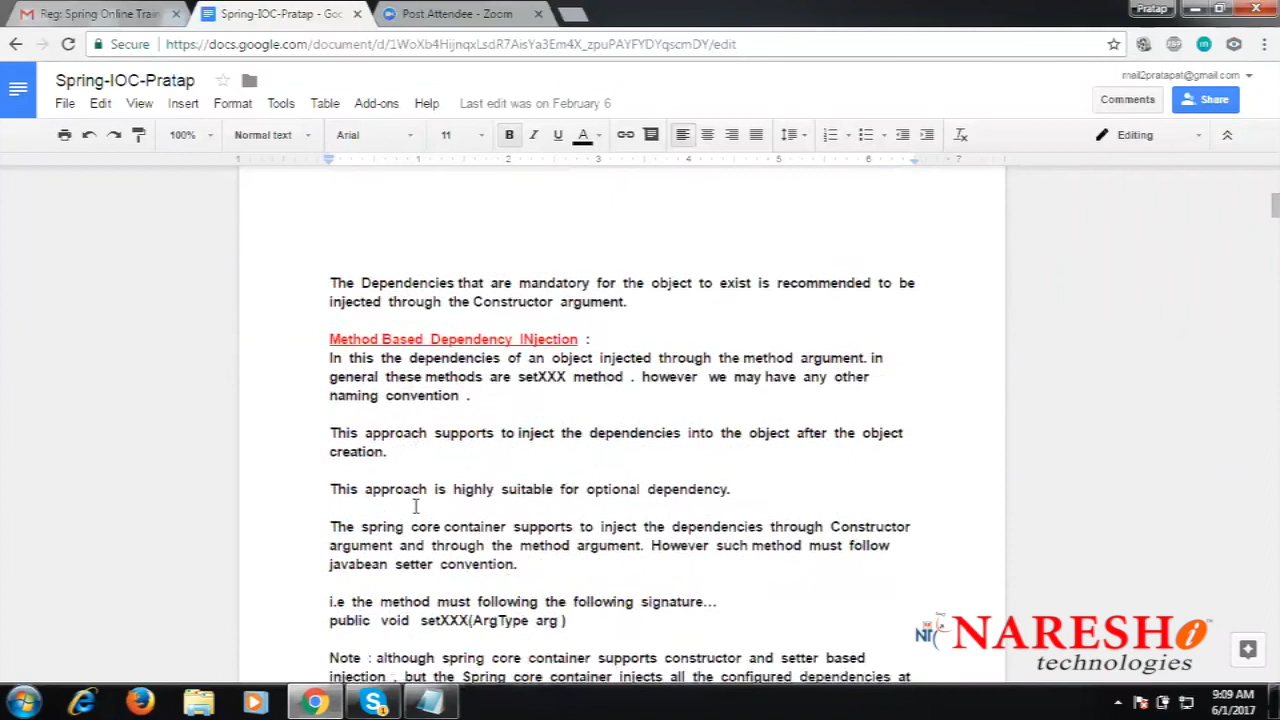 Reg: Spring Online Train
Spring-IOC-Pratap - Goo
Post Attendee - Zoom
Pratap
Secure
https://docs.google.com/document/d/1WoXb4HijnqxLsdR7AisYa3Em4X_zpuPAYFYDYqscmDY/edit
Spring-IOC-Pratap
mail2pratapat@gmail.com
File Edit View Insert Format Tools Table Add-ons Help Last edit was on February 6
Comments
Share
100% Normal text Arial 11 B I U A Editing
1 1 2 3 4 5 6 7
The Dependencies that are mandatory for the object to exist is recommended to be
injected through the Constructor argument.
Method Based Dependency INjection :
In this the dependencies of an object injected through the method argument. in
general these methods are setXXX method . however we may have any other
naming convention .
This approach supports to inject the dependencies into the object after the object
creation.
This approach is highly suitable for optional dependency.
The spring core container supports to inject the dependencies through Constructor
argument and through the method argument. However such method must follow
javabean setter convention.
i.e the method must following the following signature...
public void setXXX(ArgType arg )
Note : although spring core container supports constructor and setter based
injection , but the Spring core container injects all the configured dependencies at
NARESHi
technologies
9:09 AM
6/1/2017